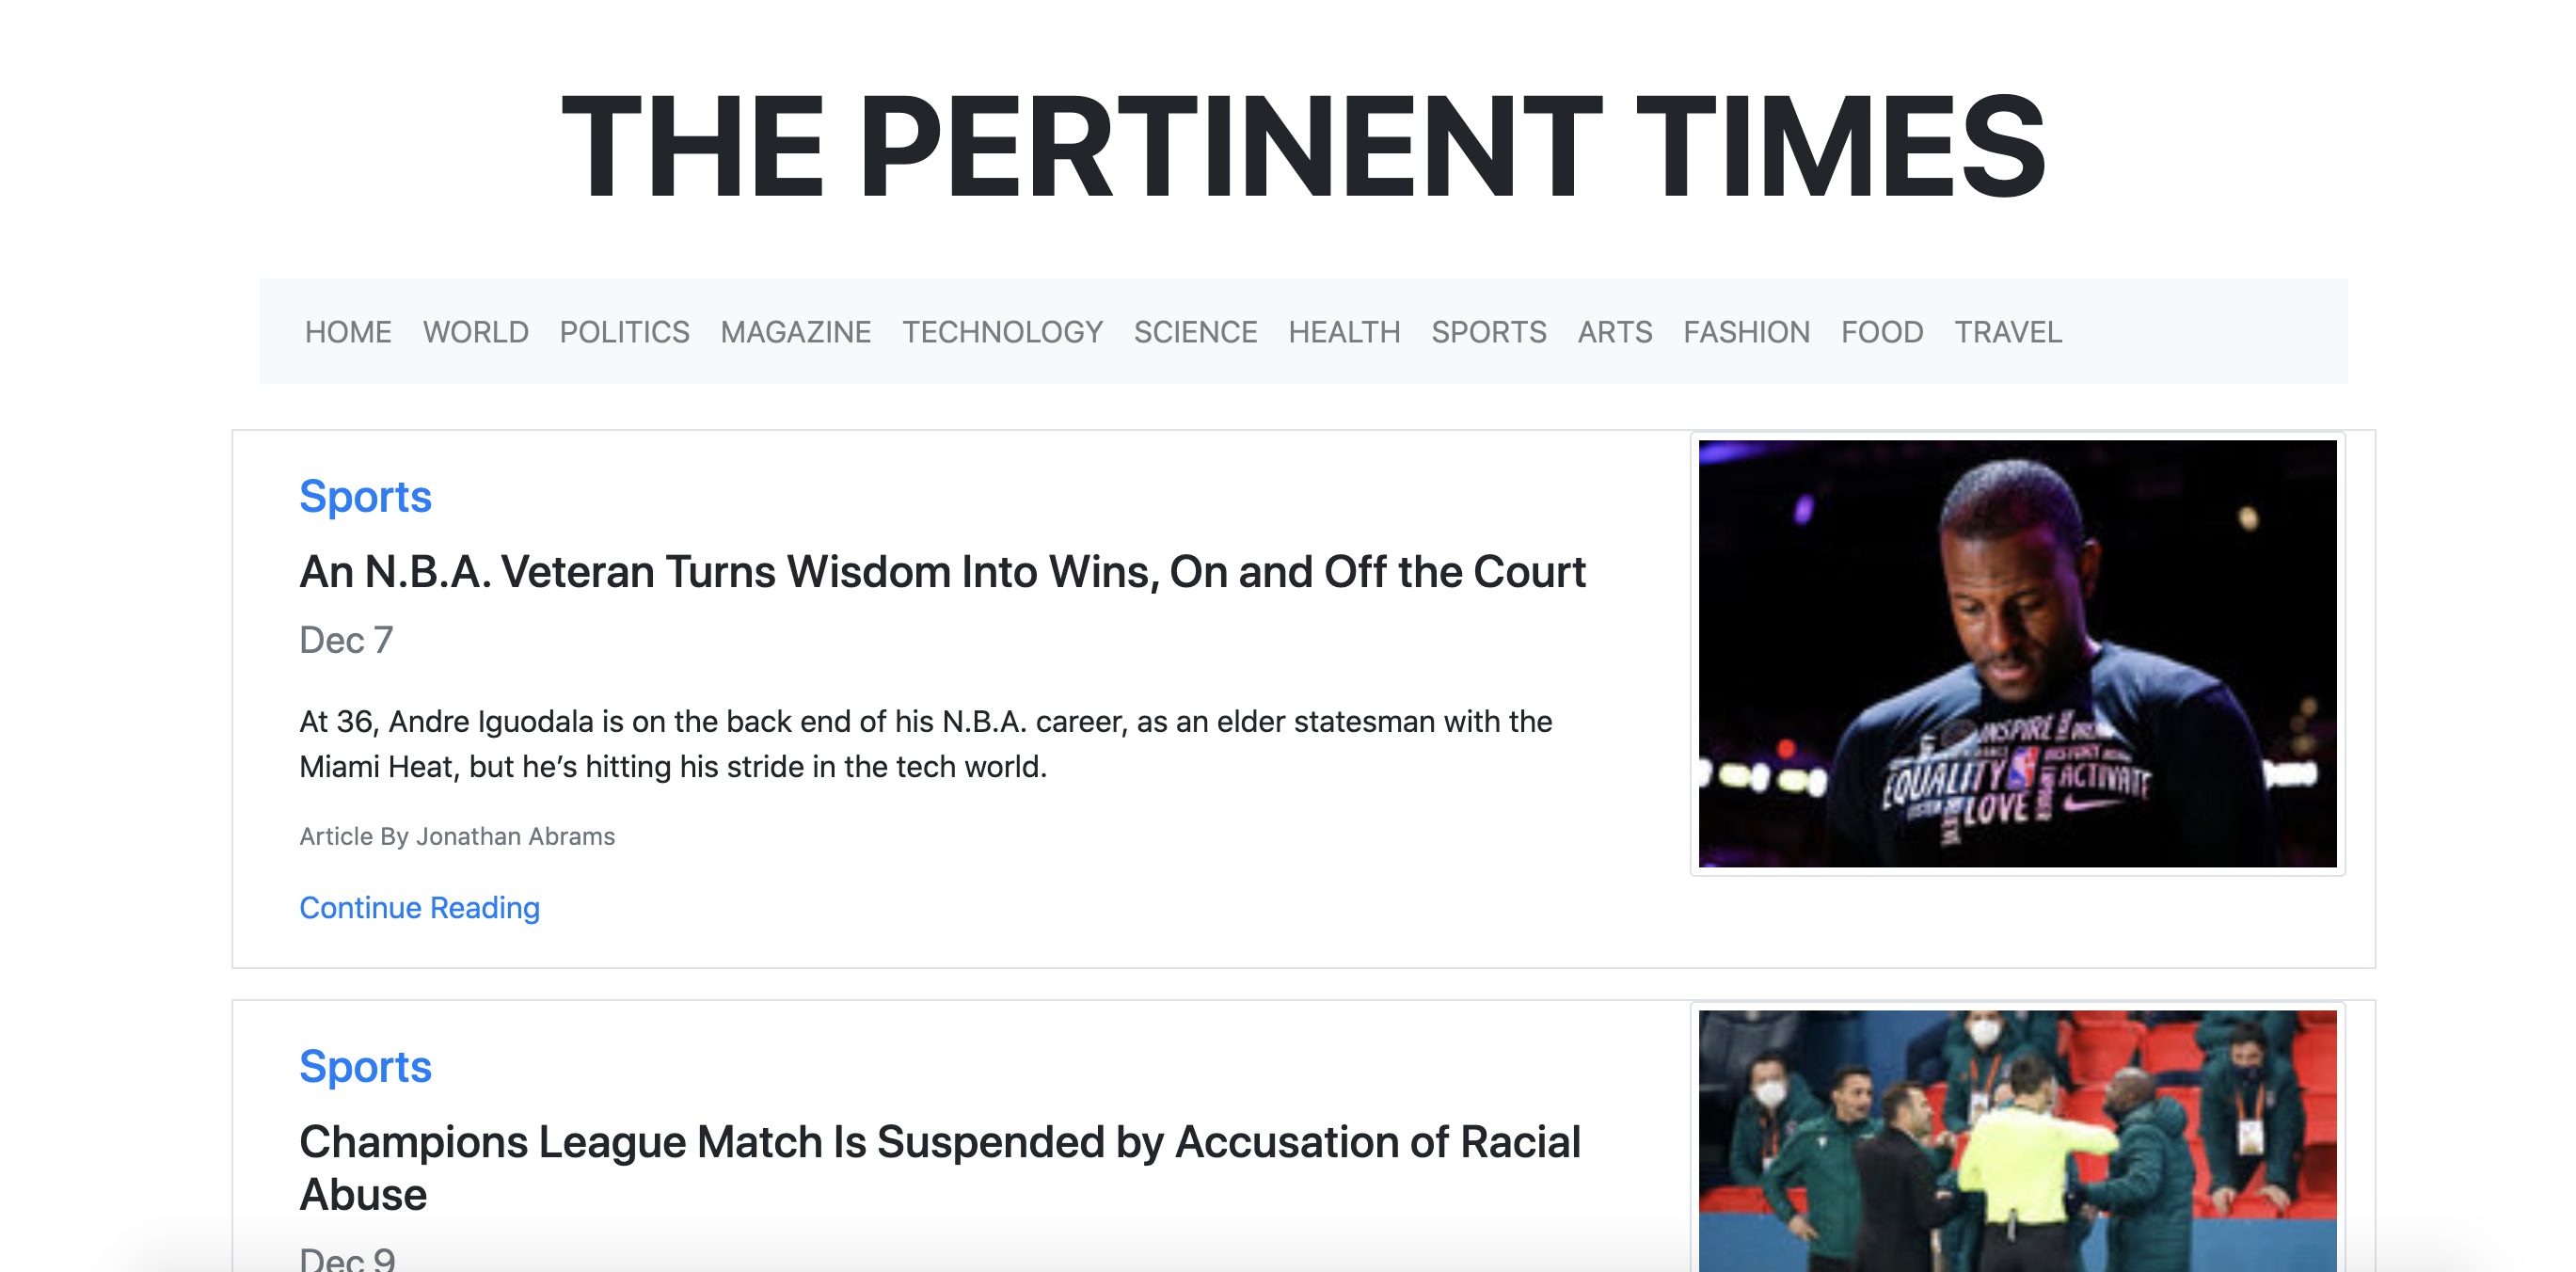 THE PERTINENT TIMES
HOME WORLD POLITICS MAGAZINE TECHNOLOGY SCIENCE HEALTH SPORTS ARTS FASHION FOOD TRAVEL
Sports
An N.B.A. Veteran Turns Wisdom Into Wins, On and Off the Court
Dec 7
At 36, Andre Iguodala is on the back end of his N.B.A. career, as an elder statesman with the
Miami Heat, but he’s hitting his stride in the tech world.
Article By Jonathan Abrams
Continue Reading
INSPIRE
EQUALITY ACTIVATE
LOVE
Sports
Champions League Match Is Suspended by Accusation of Racial
Abuse
Dec 9